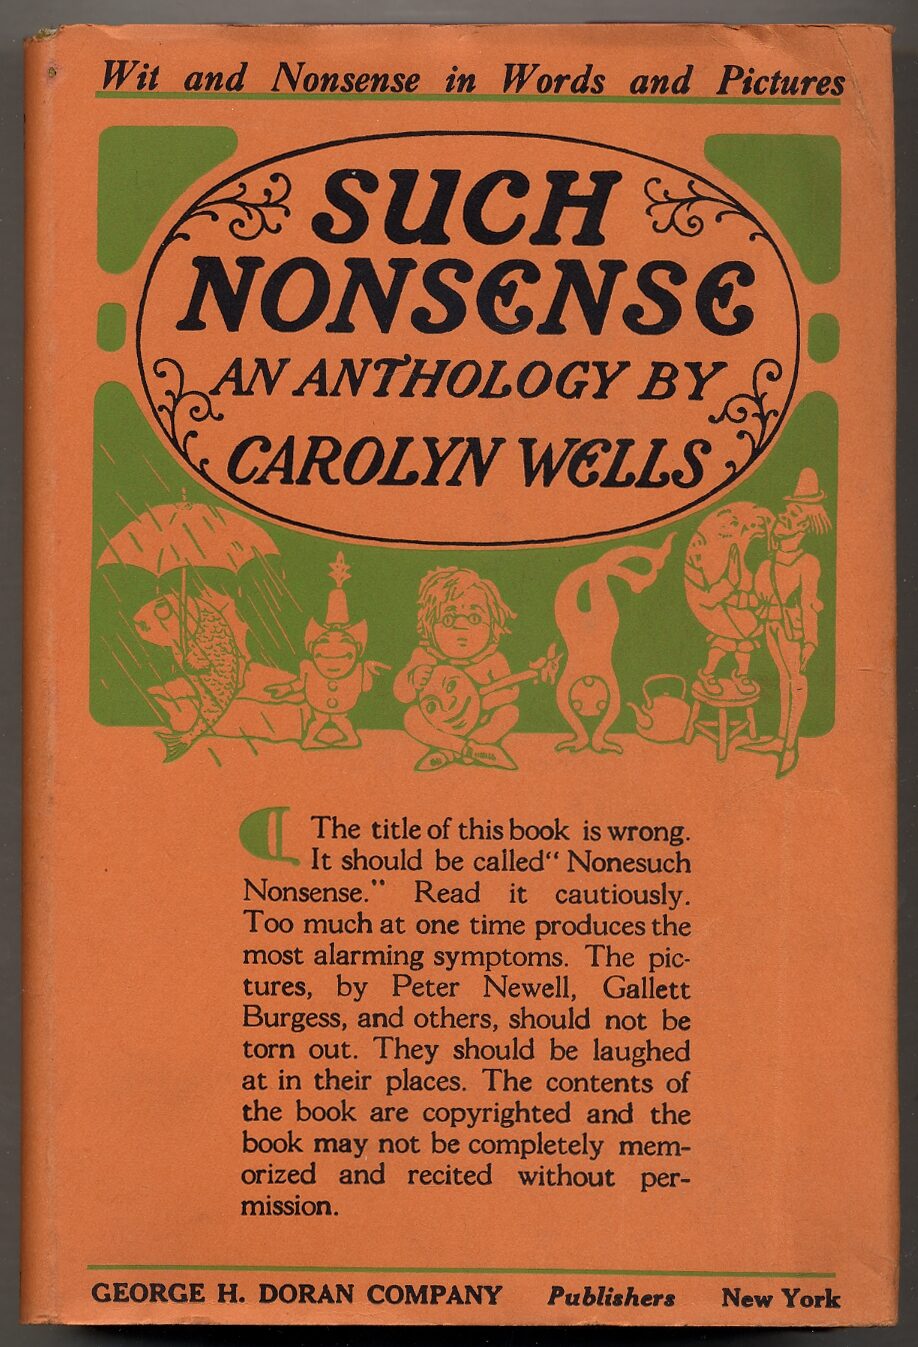 Wit and Nonsense in Words and Pictures
SUCH
NONSENSE
AN ANTHOLOGY BY
CAROLYN WELLS
The title of this book is wrong.
It should be called“ Nonesuch
Nonsense.” Read it cautiously.
Too much at one time produces the
most alarming symptoms. The pic-
tures, by Peter Newell, Gallett
Burgess, and others, should not be
torn out. They should be laughed
at in their places. The contents of
the book are copyrighted and the
book may not be completely mem-
orized and recited without per-
mission.
GEORGE H. DORAN COMPANY Publishers New York